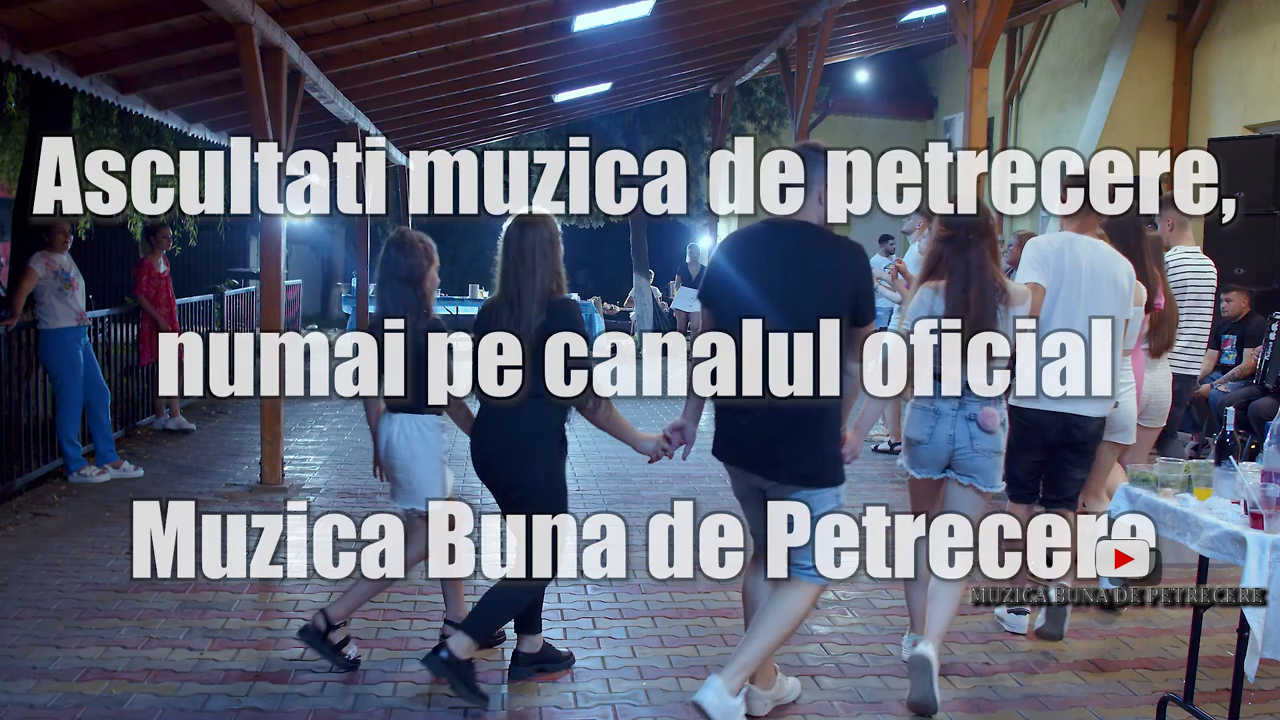 Ascultati muzica de petrecere,
numai pe canalul oficial
Muzica Buna de Petrecere
MUZICA BUNA DE PETRECERE